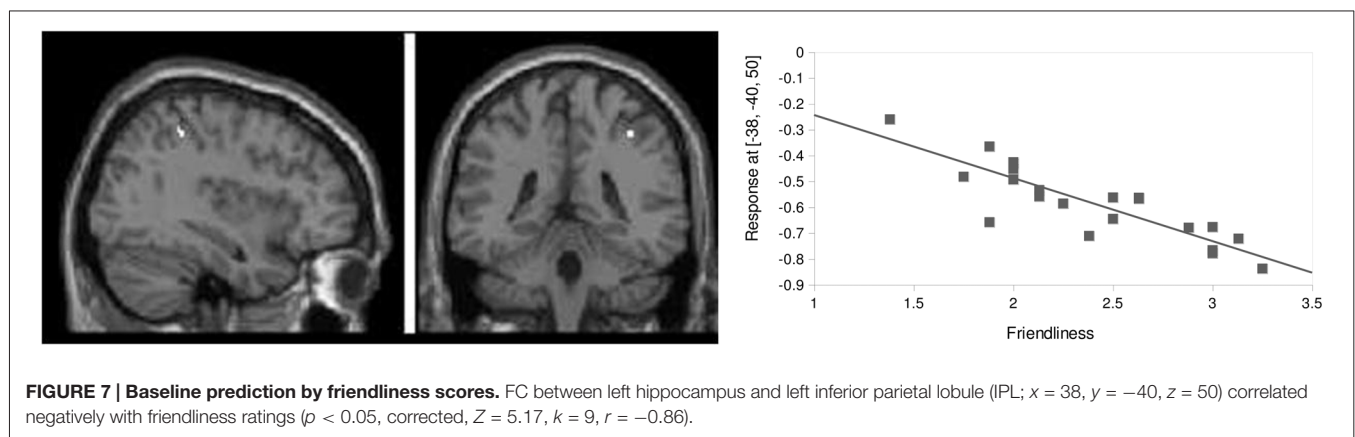 0
-0.1
-0.2
-0.3
-0.4
-0.5
-0.6
-0.7
-0.8
-0.9
Response at [-38, -40, 50]
1 1.5 2 2.5 3 3.5
Friendliness
FIGURE 7 | Baseline prediction by friendliness scores. FC between left hippocampus and left inferior parietal lobule (IPL; x = 38, y = −40, z = 50) correlated
negatively with friendliness ratings (p < 0.05, corrected, Z = 5.17, k = 9, r = −0.86).